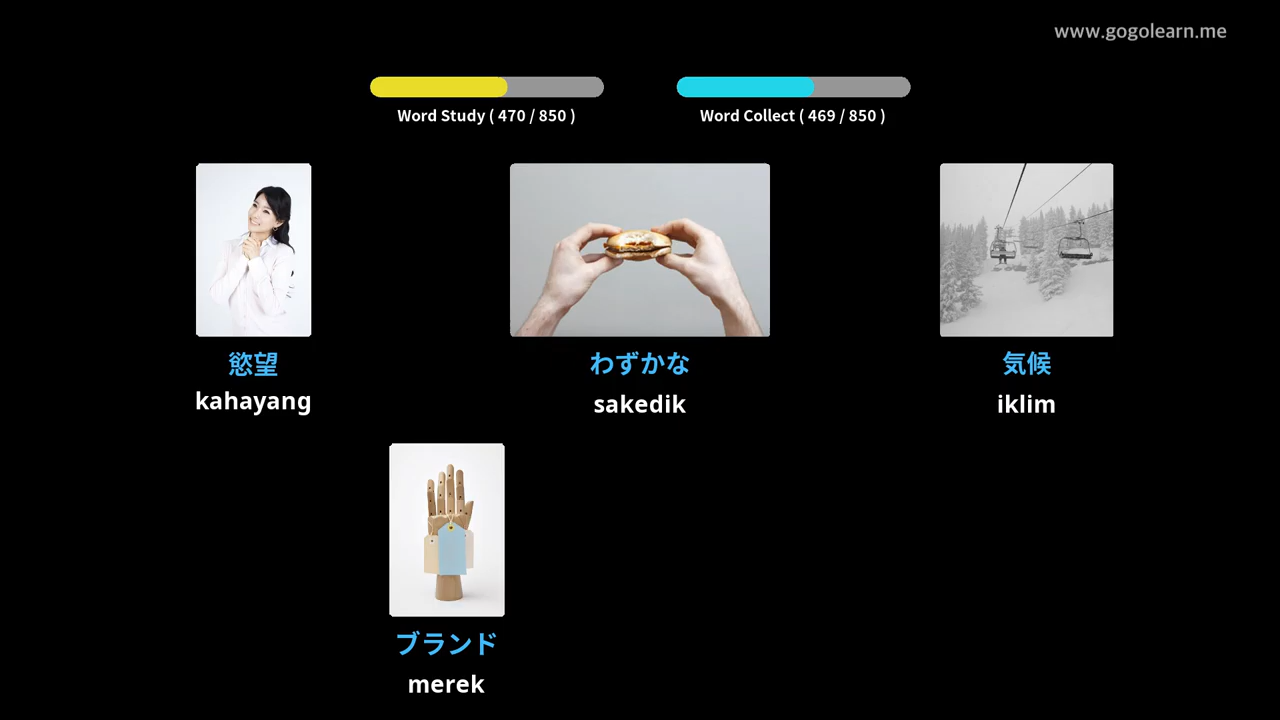 www.gogolearn.me
Word Study ( 470 / 850 )
Word Collect ( 469 / 850 )
慾望
kahayang
わずかな
sakedik
気候
iklim
ブランド
merek